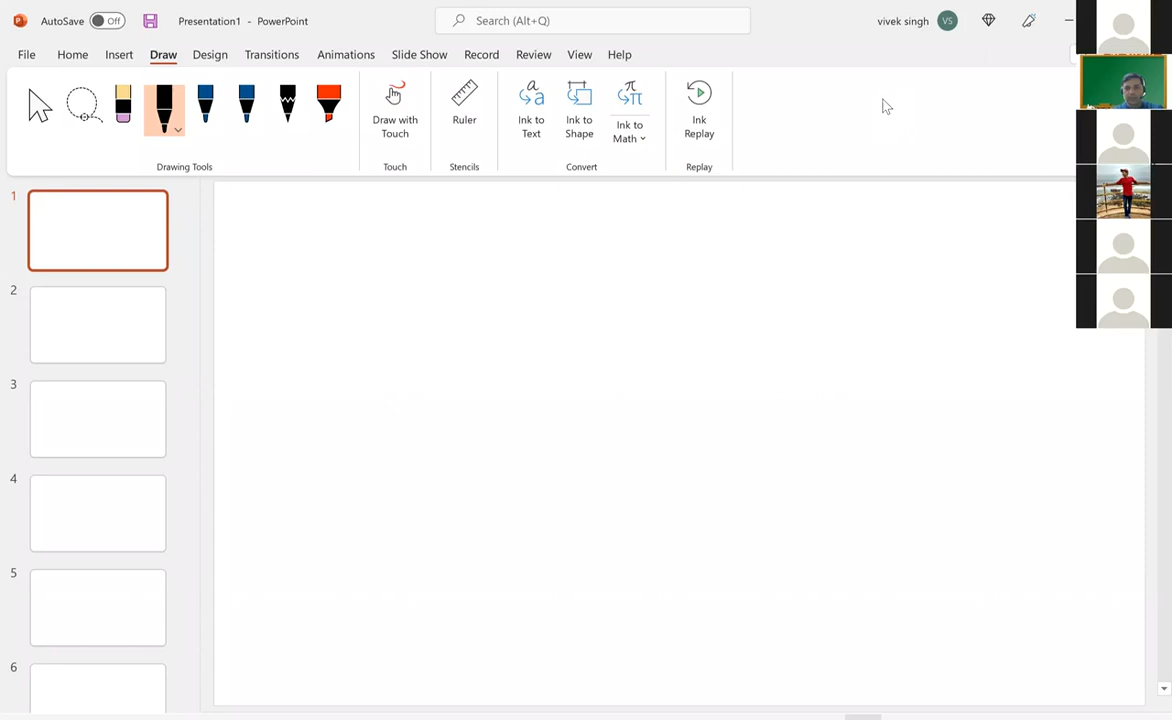 AutoSave Off Presentation1 - PowerPoint Search (Alt+Q) vivek singh VS
File Home Insert Draw Design Transitions Animations Slide Show Record Review View Help
Draw with Touch
Ruler
Ink to Text
Ink to Shape
Ink to Math
Ink Replay
Drawing Tools Touch Stencils Convert Replay
1
2
3
4
5
6